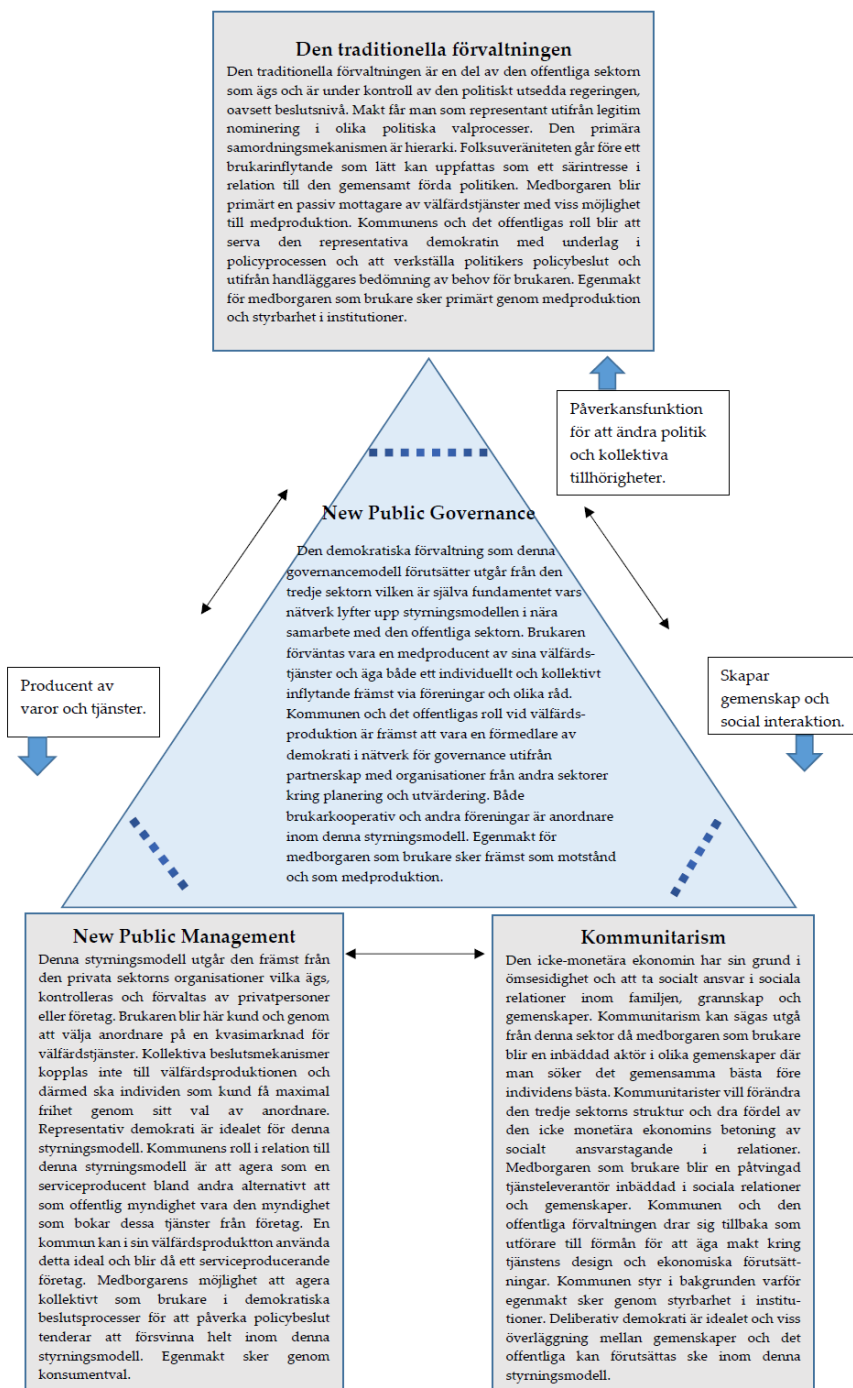 Den traditionella förvaltningen
Den traditionella förvaltningen är en del av den offentliga sektorn
som ägs och är under kontroll av den politiskt utsedda regeringen,
oavsett beslutsnivå. Makt får man som representant utifrån legitim
nominering i olika politiska valprocesser. Den primära
samordningsmekanismen är hierarki. Folksuveräniteten går före ett
brukarinflytande som lätt kan uppfattas som ett särintresse i
relation till den gemensamt förda politiken. Medborgaren blir
primärt en passiv mottagare av välfärdstjänster med viss möjlighet
till medproduktion. Kommunens och det offentligas roll blir att
serva den representativa demokratin med underlag i
policyprocessen och att verkställa politikers policybeslut och
utifrån handläggares bedömning av behov för brukaren. Egenmakt
för medborgaren som brukare sker primärt genom medproduktion
och styrbarhet i institutioner.
Påverkansfunktion
för att ändra politik
och kollektiva
tillhörigheter.
New Public Governance
Den demokratiska förvaltning som denna
governancemodell förutsätter utgår från den
tredje sektorn vilken är själva fundamentet vars
nätverk lyfter upp styrningsmodellen i nära
samarbete med den offentliga sektorn. Brukaren
förväntas vara en medproducent av sina välfärds-
tjänster och äga både ett individuellt och kollektivt
inflytande främst via föreningar och olika råd.
Kommunen och det offentligas roll vid välfärds-
produktion är främst att vara en förmedlare av
demokrati i nätverk för governance utifrån
partnerskap med organisationer från andra sektorer
kring planering och utvärdering. Både
brukarkooperativ och andra föreningar är anordnare
inom denna styrningsmodell. Egenmakt för
medborgaren som brukare sker främst som motstånd
och som medproduktion.
Producent av
varor och tjänster.
Skapar
gemenskap och
social interaktion.
New Public Management
Denna styrningsmodell utgår den främst från
den privata sektorns organisationer vilka ägs,
kontrolleras och förvaltas av privatpersoner
eller företag. Brukaren blir här kund och genom
att välja anordnare på en kvasimarknad för
välfärdstjänster. Kollektiva beslutsmekanismer
kopplas inte till välfärdsproduktionen och
därmed ska individen som kund få maximal
frihet genom sitt val av anordnare.
Representativ demokrati är idealet för denna
styrningsmodell. Kommunens roll i relation till
denna styrningsmodell är att agera som en
serviceproducent bland andra alternativt att
som offentlig myndighet vara den myndighet
som bokar dessa tjänster från företag. En
kommun kan i sin välfärdsproduktton använda
detta ideal och blir då ett serviceproducerande
företag. Medborgarens möjlighet att agera
kollektivt som brukare i demokratiska
beslutsprocesser för att påverka policybeslut
tenderar att försvinna helt inom denna
styrningsmodell. Egenmakt sker genom
konsumentval.
Kommunitarism
Den icke-monetära ekonomin har sin grund i
ömsesidighet och att ta socialt ansvar i sociala
relationer inom familjen, grannskap och
gemenskaper. Kommunitarism kan sägas utgå
från denna sektor då medborgaren som brukare
blir en inbäddad aktör i olika gemenskaper där
man söker det gemensamma bästa före
individens bästa. Kommunitarister vill förändra
den tredje sektorns struktur och dra fördel av
den icke monetära ekonomins betoning av
socialt ansvarstagande i relationer.
Medborgaren som brukare blir en påtvingad
tjänsteleverantör inbäddad i sociala relationer
och gemenskaper. Kommunen och den
offentliga förvaltningen drar sig tillbaka som
utförare till förmån för att äga makt kring
tjänstens design och ekonomiska förutsätt-
ningar. Kommunen styr i bakgrunden varför
egenmakt sker genom styrbarhet i institu-
tioner. Deliberativ demokrati är idealet och viss
överläggning mellan gemenskaper och det
offentliga kan förutsättas ske inom denna
styrningsmodell.